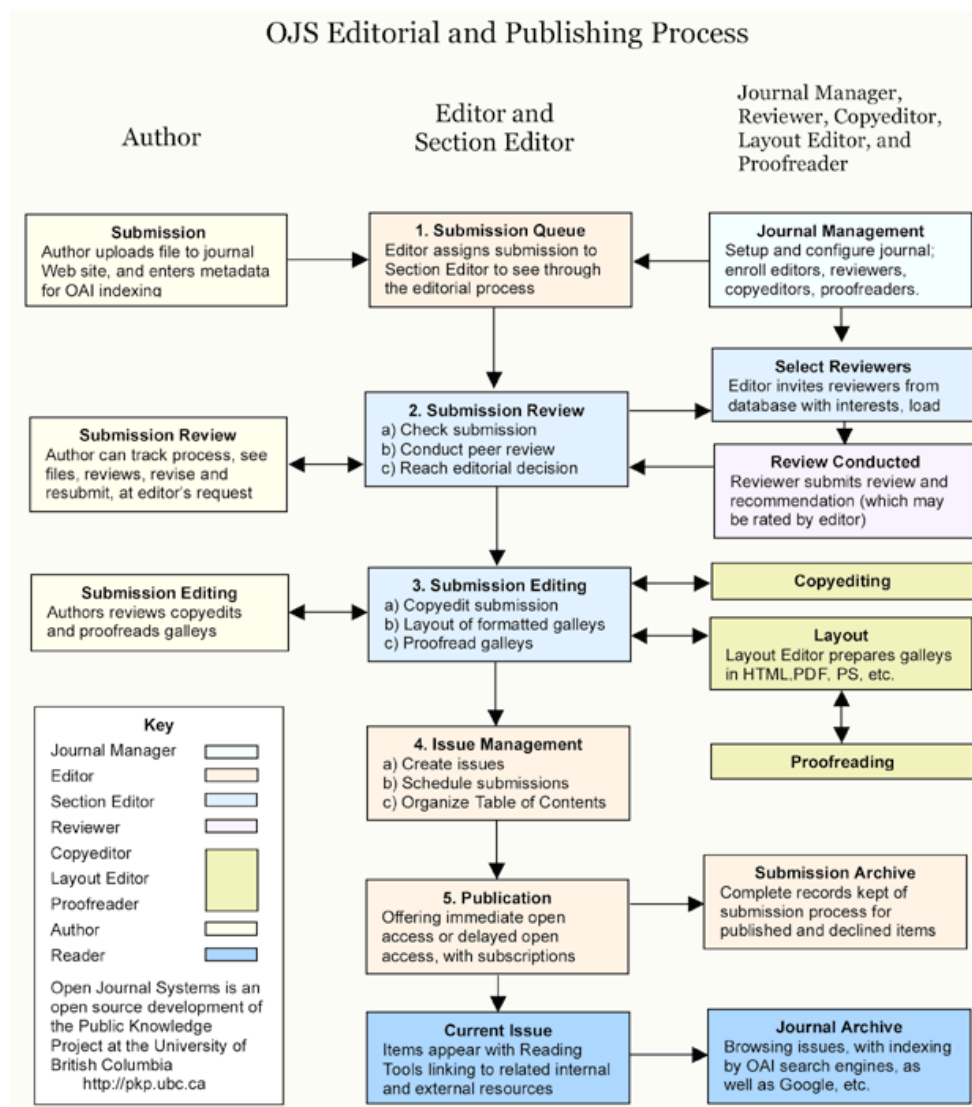 OJS Editorial and Publishing Process
Author
Editor and
Section Editor
Journal Manager,
Reviewer, Copyeditor,
Layout Editor, and
Proofreader
Submission
Author uploads file to journal
Web site, and enters metadata
for OAI indexing
1. Submission Queue
Editor assigns submission to
Section Editor to see through
the editorial process
Journal Management
Setup and configure journal;
enroll editors, reviewers,
copyeditors, proofreaders.
Select Reviewers
Editor invites reviewers from
database with interests, load
Submission Review
Author can track process, see
files, reviews, revise and
resubmit, at editor's request
2. Submission Review
a) Check submission
b) Conduct peer review
c) Reach editorial decision
Review Conducted
Reviewer submits review and
recommendation (which may
be rated by editor)
Submission Editing
Authors reviews copyedits
and proofreads galleys
3. Submission Editing
a) Copyedit submission
b) Layout of formatted galleys
c) Proofread galleys
Copyediting
Layout
Layout Editor prepares galleys
in HTML,PDF, PS, etc.
Proofreading
Key
Journal Manager
Editor
Section Editor
Reviewer
Copyeditor
Layout Editor
Proofreader
Author
Reader
Open Journal Systems is an
open source development of
the Public Knowledge
Project at the University of
British Columbia
http://pkp.ubc.ca
4. Issue Management
a) Create issues
b) Schedule submissions
c) Organize Table of Contents
5. Publication
Offering immediate open
access or delayed open
access, with subscriptions
Submission Archive
Complete records kept of
submission process for
published and declined items
Current Issue
Items appear with Reading
Tools linking to related internal
and external resources
Journal Archive
Browsing issues, with indexing
by OAI search engines, as
well as Google, etc.